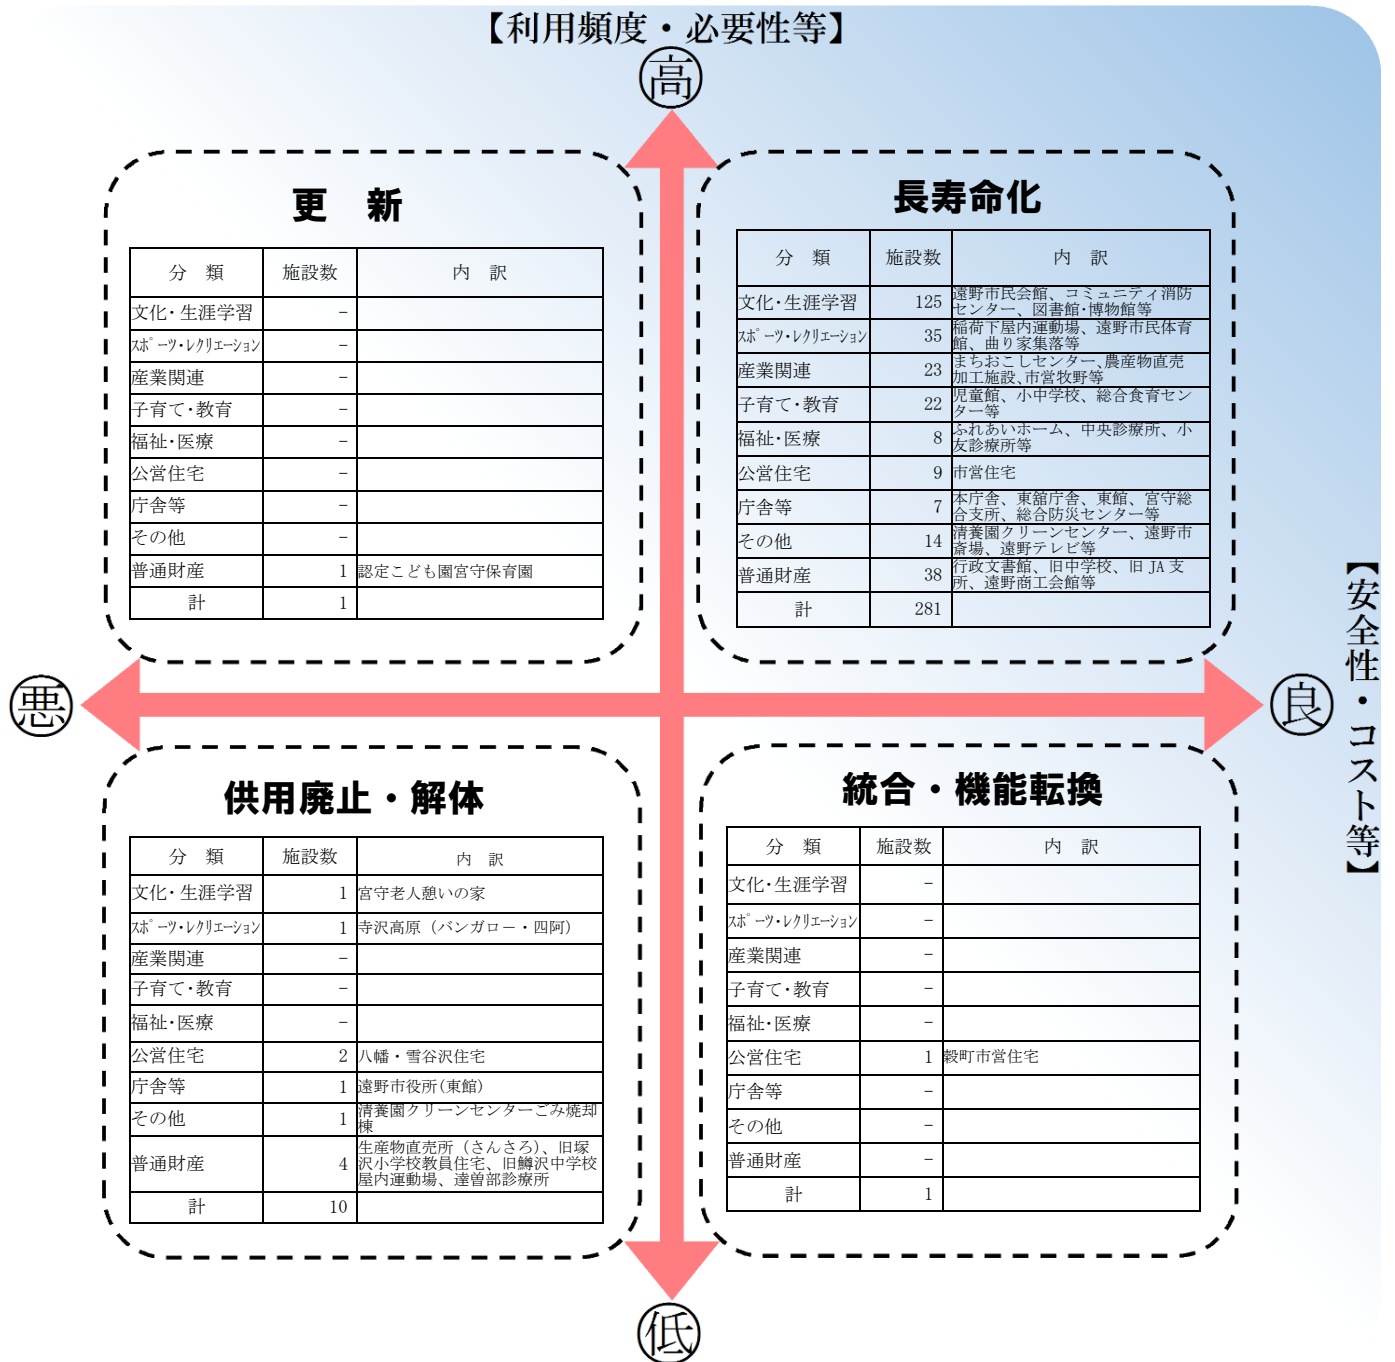 【利用頻度・必要性等】
高
更　新
分　類　施設数　内　訳
文化・生涯学習　－
スポーツ・レクリエーション　－
産業関連　－
子育て・教育　－
福祉・医療　－
公営住宅　－
庁舎等　－
その他　－
普通財産　1　認定こども園宮守保育園
計　1
長寿命化
分　類　施設数　内　訳
文化・生涯学習　125　遠野市民会館、コミュニティ消防
センター、図書館・博物館等
スポーツ・レクリエーション　35　稲荷下屋内運動場、遠野市民体育
館、曲り家集落等
産業関連　23　まちおこしセンター、農産物直売
加工施設、市営牧野等
子育て・教育　22　児童館、小中学校、総合食育セン
ター等
福祉・医療　8　ふれあいホーム、中央診療所、小
友診療所等
公営住宅　9　市営住宅
庁舎等　7　本庁舎、東舘庁舎、東館、宮守総
合支所、総合防災センター等
その他　14　清養園クリーンセンター、遠野市
斎場、遠野テレビ等
普通財産　38　行政文書館、旧中学校、旧 JA 支
所、遠野商工会館等
計　281
悪
良
【安全性・コスト等】
供用廃止・解体
分　類　施設数　内　訳
文化・生涯学習　1　宮守老人憩いの家
スポーツ・レクリエーション　1　寺沢高原（バンガロー・四阿）
産業関連　－
子育て・教育　－
福祉・医療　－
公営住宅　2　八幡・雪谷沢住宅
庁舎等　1　遠野市役所(東館)
その他　1　清養園クリーンセンターごみ焼却
棟
普通財産　4　生産物直売所（さんさろ）、旧塚
沢小学校教員住宅、旧鱒沢中学校
屋内運動場、達曽部診療所
計　10
統合・機能転換
分　類　施設数　内　訳
文化・生涯学習　－
スポーツ・レクリエーション　－
産業関連　－
子育て・教育　－
福祉・医療　－
公営住宅　1　穀町市営住宅
庁舎等　－
その他　－
普通財産　－
計　1
低